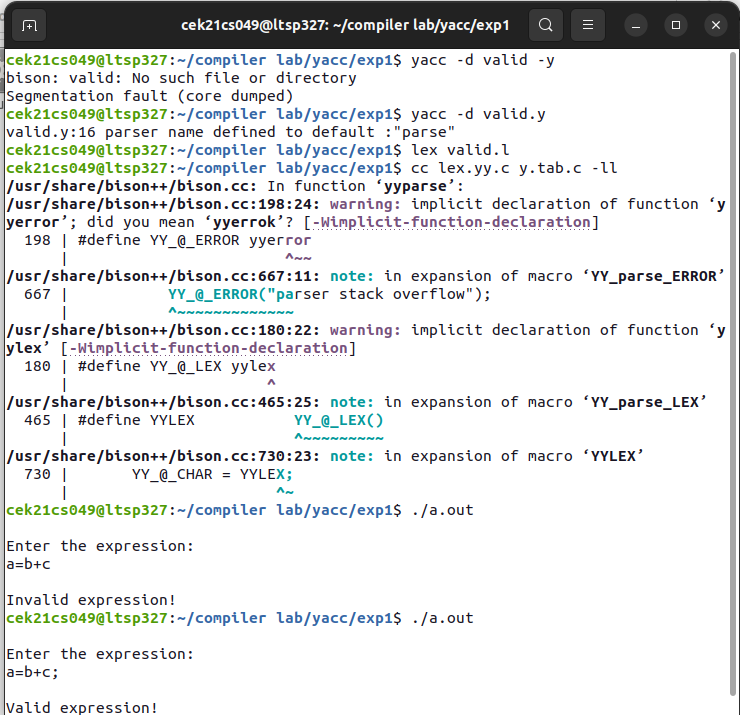 cek21cs049@ltsp327: ~/compiler lab/yacc/exp1
cek21cs049@ltsp327:~/compiler lab/yacc/exp1$ yacc -d valid -y
bison: valid: No such file or directory
Segmentation fault (core dumped)
cek21cs049@ltsp327:~/compiler lab/yacc/exp1$ yacc -d valid.y
valid.y:16 parser name defined to default :"parse"
cek21cs049@ltsp327:~/compiler lab/yacc/exp1$ lex valid.l
cek21cs049@ltsp327:~/compiler lab/yacc/exp1$ cc lex.yy.c y.tab.c -ll
/usr/share/bison++/bison.cc: In function ‘yyparse’:
/usr/share/bison++/bison.cc:198:24: warning: implicit declaration of function ‘y
yerror’; did you mean ‘yyerrok’? [-Wimplicit-function-declaration]
  198 | #define YY_@_ERROR yyerror
      |                        ^~~
/usr/share/bison++/bison.cc:667:11: note: in expansion of macro ‘YY_parse_ERROR’
  667 |           YY_@_ERROR("parser stack overflow");
      |           ^~~~~~~~~~~~~~
/usr/share/bison++/bison.cc:180:22: warning: implicit declaration of function ‘y
ylex’ [-Wimplicit-function-declaration]
  180 | #define YY_@_LEX yylex
      |                      ^
/usr/share/bison++/bison.cc:465:25: note: in expansion of macro ‘YY_parse_LEX’
  465 | #define YYLEX           YY_@_LEX()
      |                         ^~~~~~~~~~
/usr/share/bison++/bison.cc:730:23: note: in expansion of macro ‘YYLEX’
  730 |       YY_@_CHAR = YYLEX;
      |                       ^~
cek21cs049@ltsp327:~/compiler lab/yacc/exp1$ ./a.out
Enter the expression:
a=b+c
Invalid expression!
cek21cs049@ltsp327:~/compiler lab/yacc/exp1$ ./a.out
Enter the expression:
a=b+c;
Valid expression!